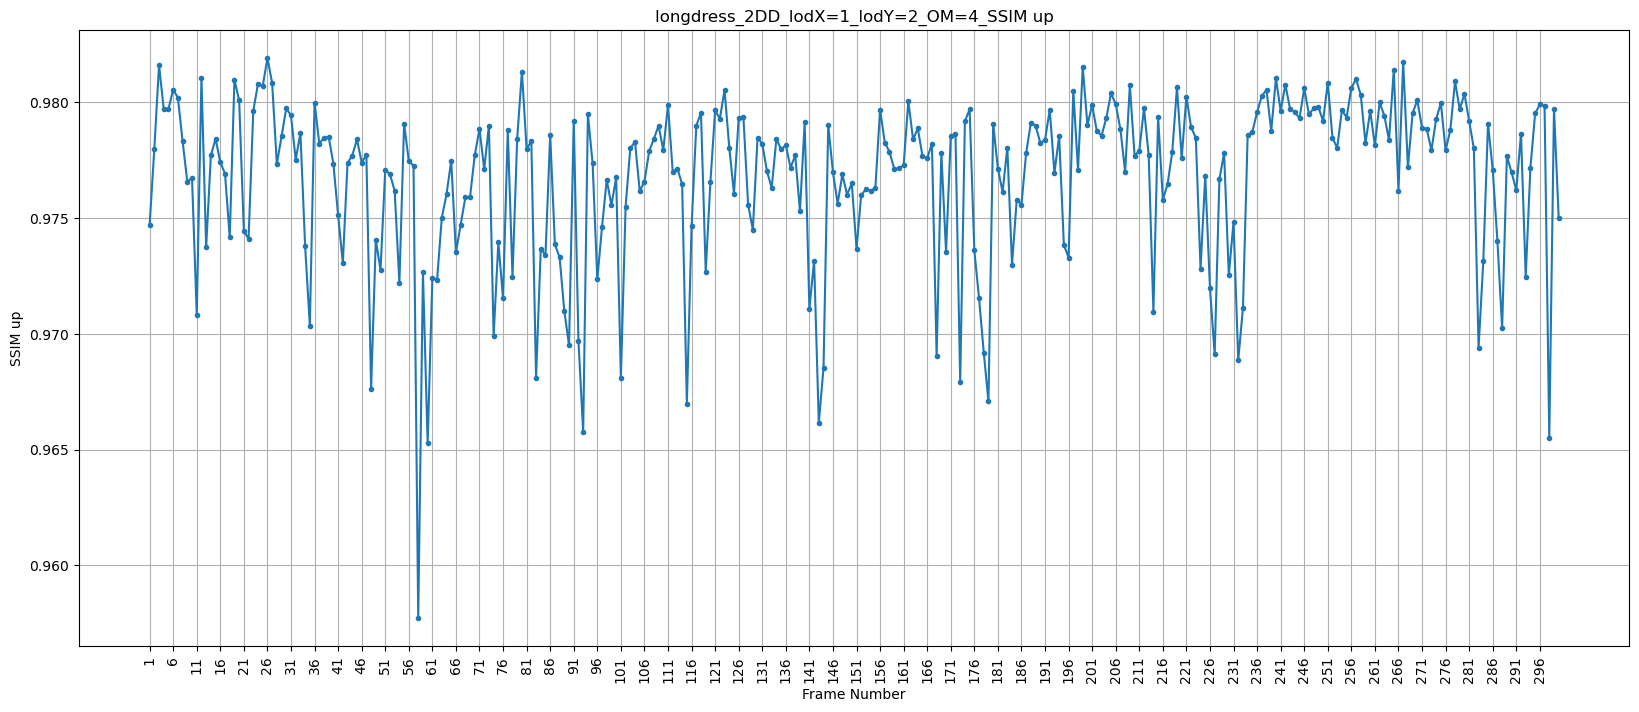 longdress_2DD_lodX=1_lodY=2_OM=4_SSIM up
SSIM up
0.980
0.975
0.970
0.965
0.960
1 6 11 16 21 26 31 36 41 46 51 56 61 66 71 76 81 86 91 96 101 106 111 116 121 126 131 136 141 146 151 156 161 166 171 176 181 186 191 196 201 206 211 216 221 226 231 236 241 246 251 256 261 266 271 276 281 286 291 296
Frame Number